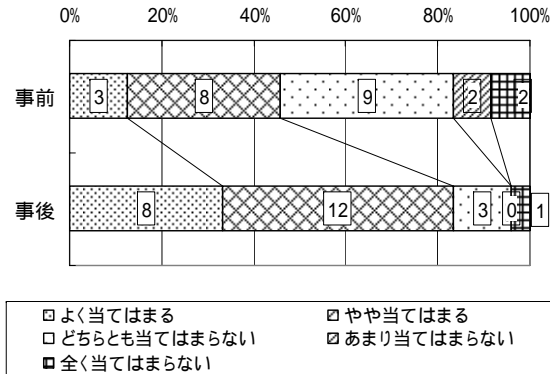 0% 20% 40% 60% 80% 100%
事前 3 8 9 2 2
事後 8 12 3 0 1
よく当てはまる やや当てはまる
どちらとも当てはまらない あまり当てはまらない
全く当てはまらない